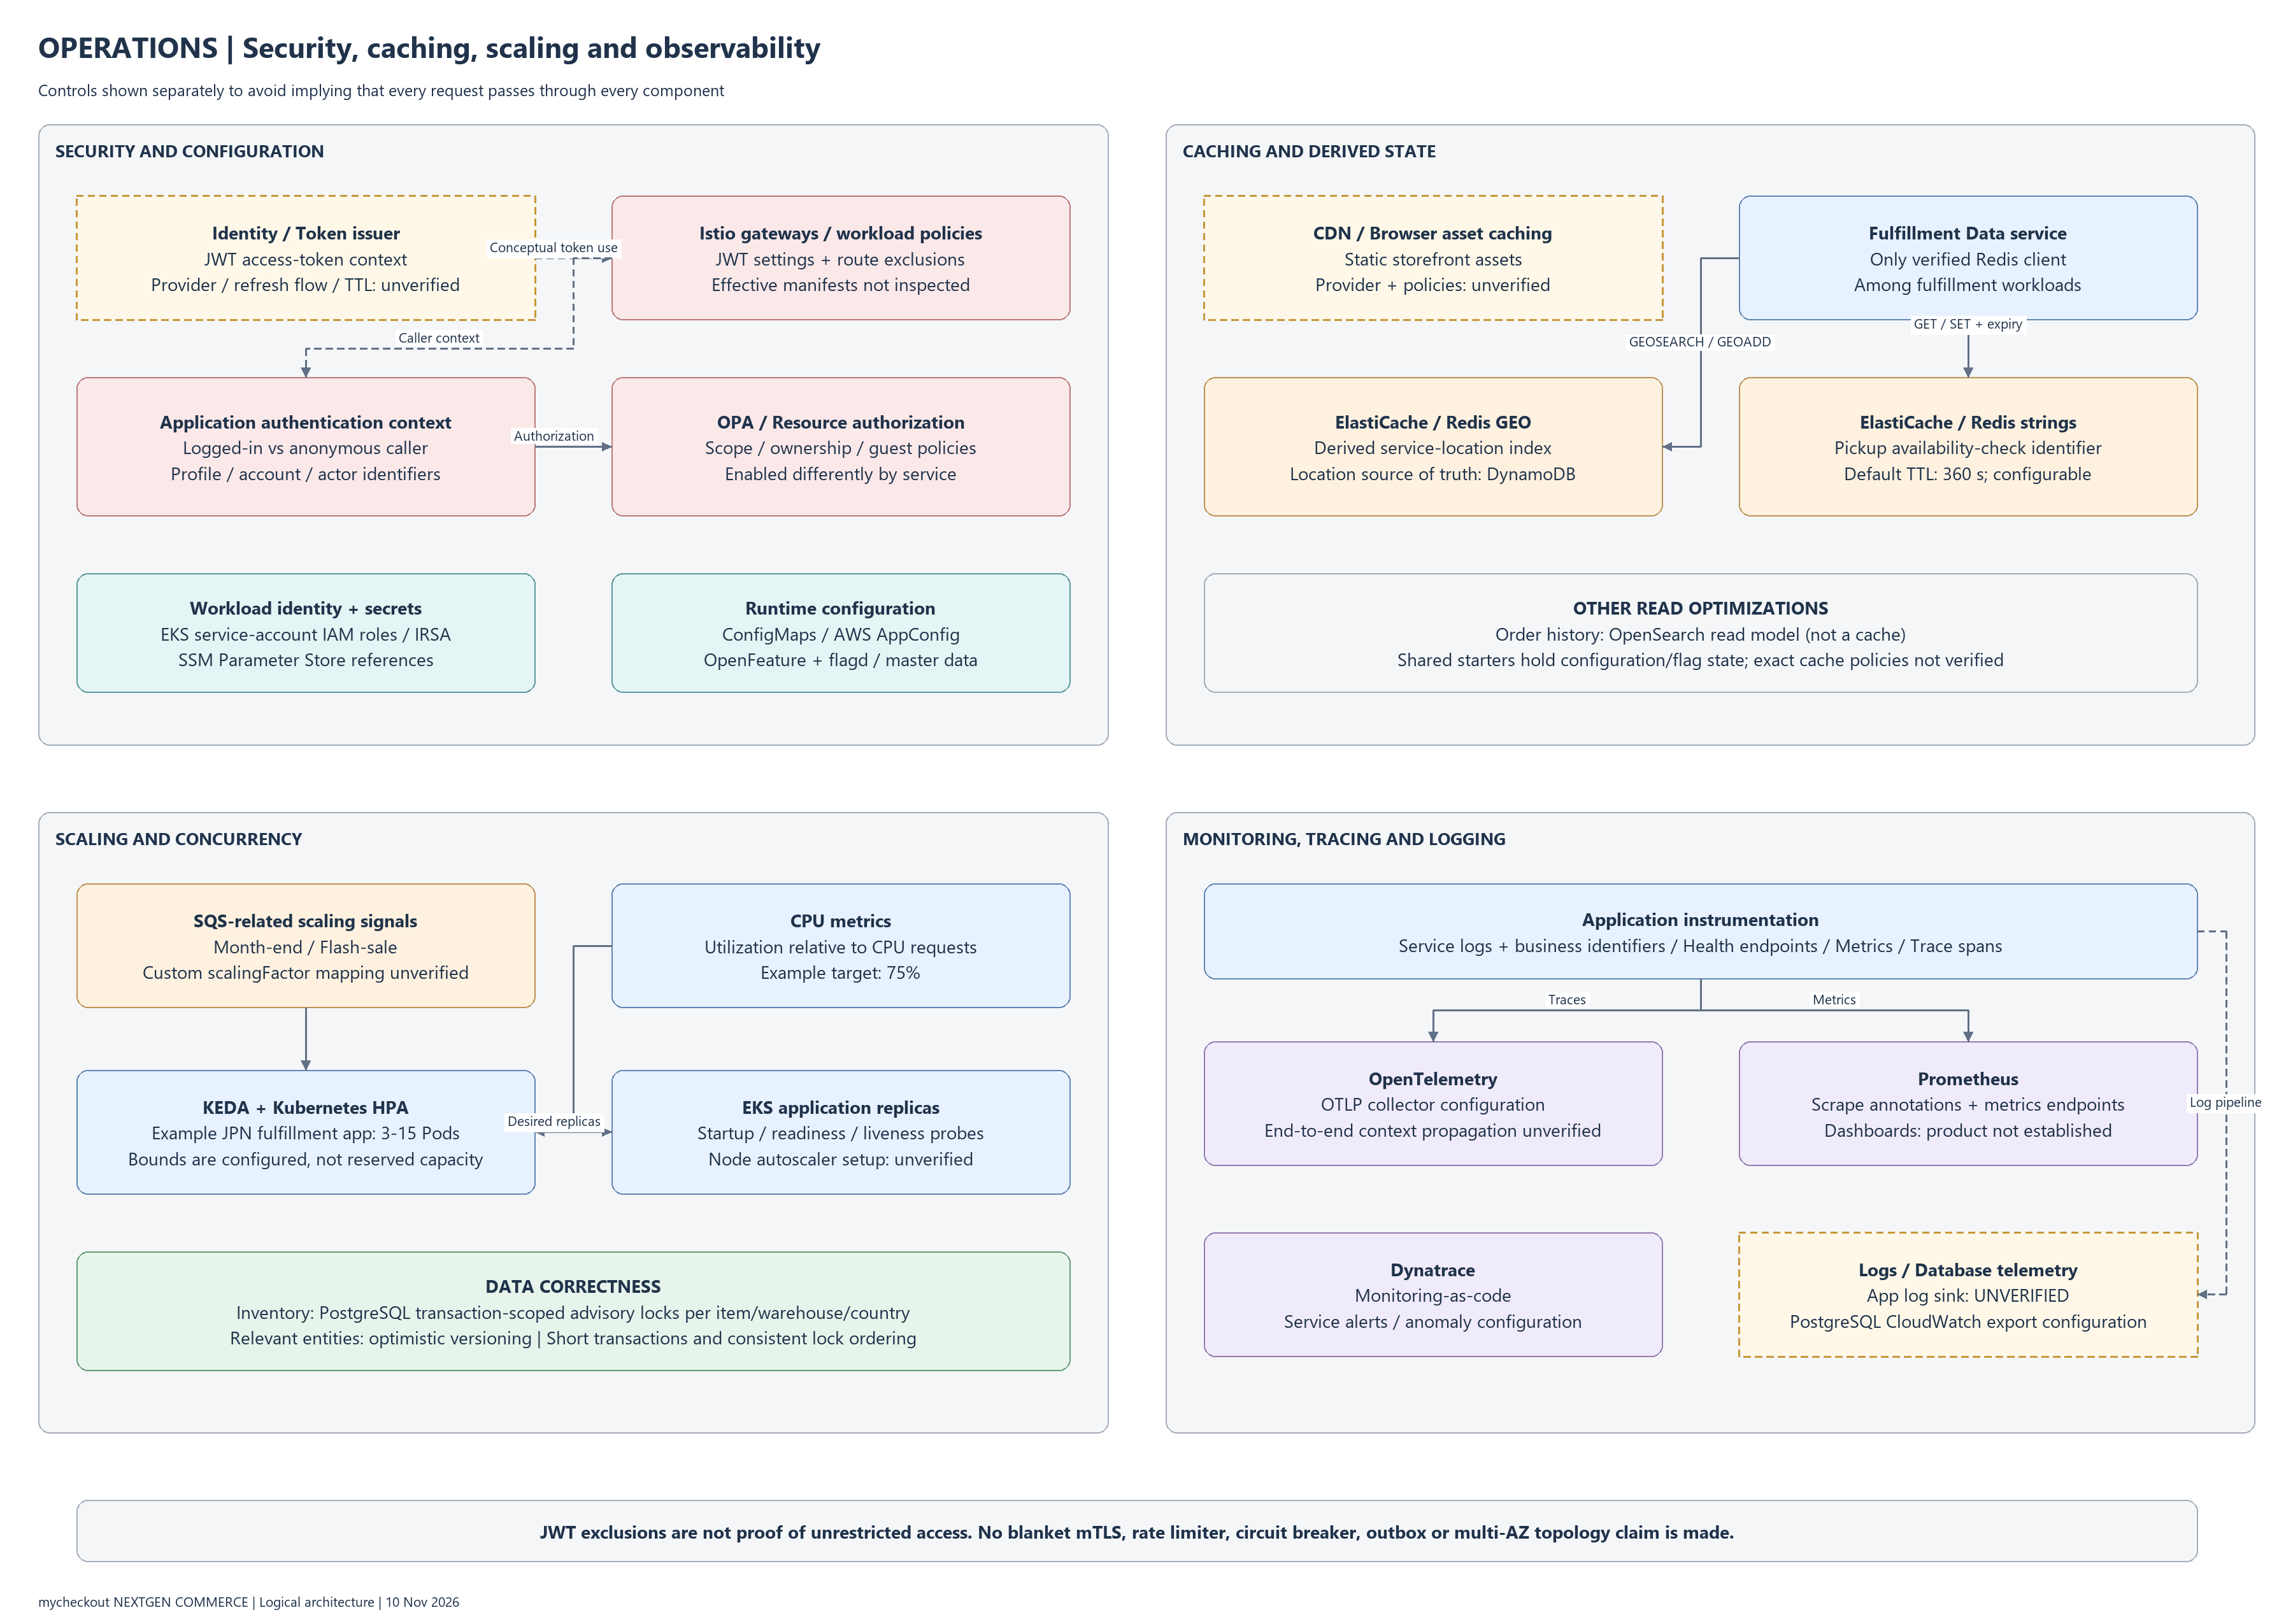 OPERATIONS | Security, caching, scaling and observability
Controls shown separately to avoid implying that every request passes through every component
SECURITY AND CONFIGURATION
Identity / Token issuer
JWT access-token context
Provider / refresh flow / TTL: unverified
Conceptual token use
Istio gateways / workload policies
JWT settings + route exclusions
Effective manifests not inspected
Caller context
Application authentication context
Logged-in vs anonymous caller
Profile / account / actor identifiers
Authorization
OPA / Resource authorization
Scope / ownership / guest policies
Enabled differently by service
Workload identity + secrets
EKS service-account IAM roles / IRSA
SSM Parameter Store references
Runtime configuration
ConfigMaps / AWS AppConfig
OpenFeature + flagd / master data
CACHING AND DERIVED STATE
CDN / Browser asset caching
Static storefront assets
Provider + policies: unverified
Fulfillment Data service
Only verified Redis client
Among fulfillment workloads
GET / SET + expiry
GEOSEARCH / GEOADD
ElastiCache / Redis GEO
Derived service-location index
Location source of truth: DynamoDB
ElastiCache / Redis strings
Pickup availability-check identifier
Default TTL: 360 s; configurable
OTHER READ OPTIMIZATIONS
Order history: OpenSearch read model (not a cache)
Shared starters hold configuration/flag state; exact cache policies not verified
SCALING AND CONCURRENCY
SQS-related scaling signals
Month-end / Flash-sale
Custom scalingFactor mapping unverified
CPU metrics
Utilization relative to CPU requests
Example target: 75%
KEDA + Kubernetes HPA
Example JPN fulfillment app: 3-15 Pods
Bounds are configured, not reserved capacity
Desired replicas
EKS application replicas
Startup / readiness / liveness probes
Node autoscaler setup: unverified
DATA CORRECTNESS
Inventory: PostgreSQL transaction-scoped advisory locks per item/warehouse/country
Relevant entities: optimistic versioning | Short transactions and consistent lock ordering
MONITORING, TRACING AND LOGGING
Application instrumentation
Service logs + business identifiers / Health endpoints / Metrics / Trace spans
Traces
Metrics
OpenTelemetry
OTLP collector configuration
End-to-end context propagation unverified
Prometheus
Scrape annotations + metrics endpoints
Dashboards: product not established
Log pipeline
Dynatrace
Monitoring-as-code
Service alerts / anomaly configuration
Logs / Database telemetry
App log sink: UNVERIFIED
PostgreSQL CloudWatch export configuration
JWT exclusions are not proof of unrestricted access. No blanket mTLS, rate limiter, circuit breaker, outbox or multi-AZ topology claim is made.
mycheckout NEXTGEN COMMERCE | Logical architecture | 10 Nov 2026